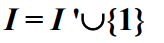 I = I '∪{1}